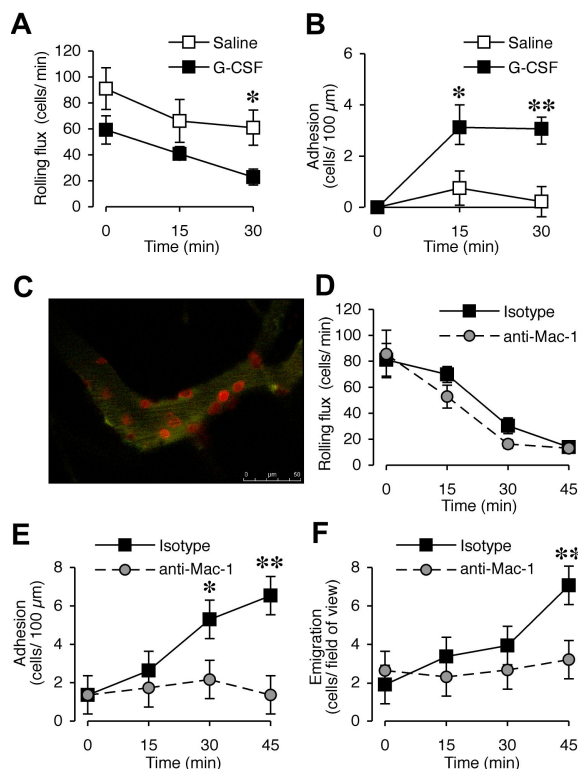 A
Saline
G-CSF
Rolling flux (cells/ min)
120
100
80
60
40
20
0
*
0 15 30
Time (min)
B
Saline
G-CSF
Adhesion
(cells/ 100 µm)
6
4
2
0
* **
0 15 30
Time (min)
C
0 µm 50
D
Isotype
anti-Mac-1
Rolling flux (cells/ min)
120
100
80
60
40
20
0
0 15 30 45
Time (min)
E
Isotype
anti-Mac-1
Adhesion
(cells/ 100 µm)
8
6
4
2
0
* **
0 15 30 45
Time (min)
F
Isotype
anti-Mac-1
Emigration
(cells/ field of view)
8
6
4
2
0
**
0 15 30 45
Time (min)